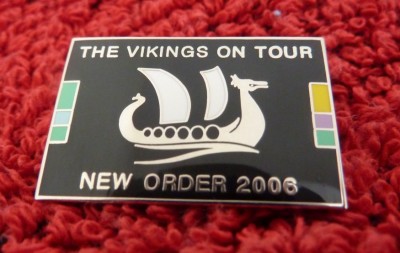 THE VIKINGS ON TOUR
NEW ORDER 2006